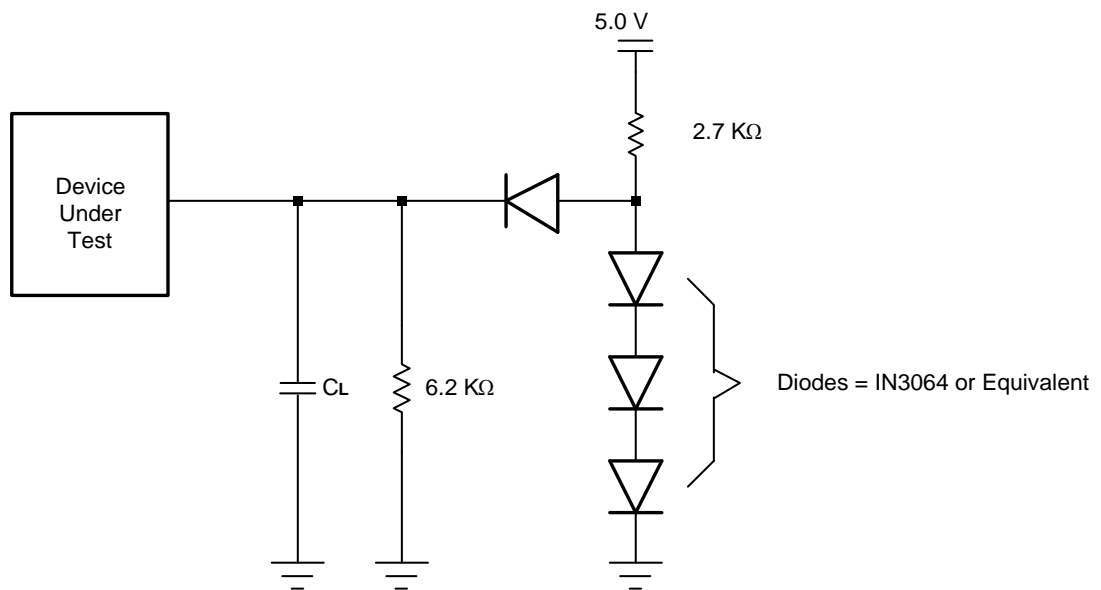 5.0 V
2.7 KΩ
Device
Under
Test
CL
6.2 KΩ
Diodes = IN3064 or Equivalent